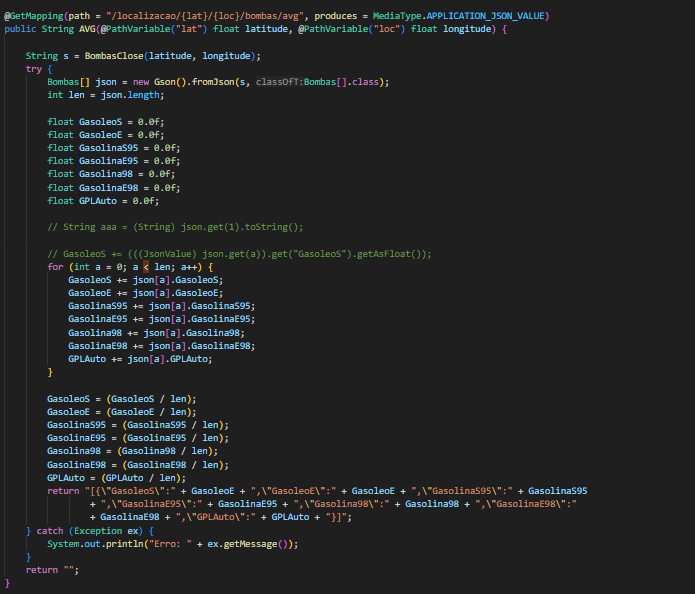 @GetMapping(path = "/localizacao/{lat}/{loc}/bombas/avg", produces = MediaType.APPLICATION_JSON_VALUE)
public String AVG(@PathVariable("lat") float latitude, @PathVariable("loc") float longitude) {
String s = BombasClose(latitude, longitude);
try {
Bombas[] json = new Gson().fromJson(s, classOfT:Bombas[].class);
int len = json.length;
float GasoleoS = 0.0f;
float GasoleoE = 0.0f;
float GasolinaS95 = 0.0f;
float GasolinaE95 = 0.0f;
float Gasolina98 = 0.0f;
float GasolinaE98 = 0.0f;
float GPLAuto = 0.0f;
// String aaa = (String) json.get(1).toString();
// GasoleoS += (((JsonValue) json.get(a)).get("GasoleoS").getAsFloat());
for (int a = 0; a < len; a++) {
GasoleoS += json[a].GasoleoS;
GasoleoE += json[a].GasoleoE;
GasolinaS95 += json[a].GasolinaS95;
GasolinaE95 += json[a].GasolinaE95;
Gasolina98 += json[a].Gasolina98;
GasolinaE98 += json[a].GasolinaE98;
GPLAuto += json[a].GPLAuto;
}
GasoleoS = (GasoleoS / len);
GasoleoE = (GasoleoE / len);
GasolinaS95 = (GasolinaS95 / len);
GasolinaE95 = (GasolinaE95 / len);
Gasolina98 = (Gasolina98 / len);
GasolinaE98 = (GasolinaE98 / len);
GPLAuto = (GPLAuto / len);
return "[{\"GasoleoS\":" + GasoleoE + ",\"GasoleoE\":" + GasoleoE + ",\"GasolinaS95\":" + GasolinaS95
+ ",\"GasolinaE95\":" + GasolinaE95 + ",\"Gasolina98\":" + Gasolina98 + ",\"GasolinaE98\":"
+ GasolinaE98 + ",\"GPLAuto\":" + GPLAuto + "}]";
} catch (Exception ex) {
System.out.println("Erro: " + ex.getMessage());
}
return "";
}